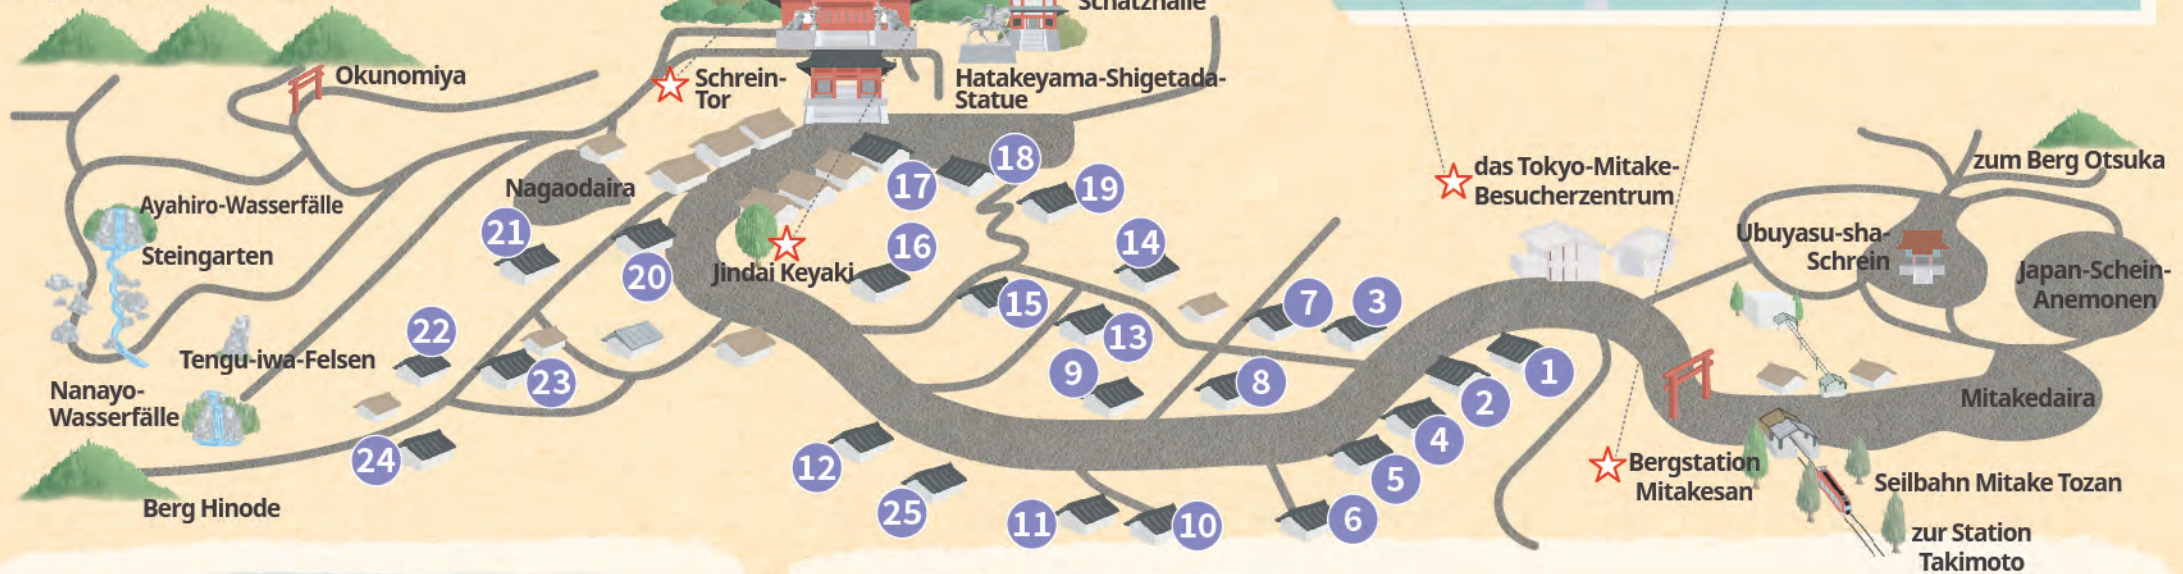 Schatzhalle
Okunomiya
Schrein-
Tor
Hatakeyama-Shigetada-
Statue
das Tokyo-Mitake-
Besucherzentrum
zum Berg Otsuka
Nagaodaira
Ayahiro-Wasserfälle
Steingarten
Jindai Keyaki
Ubuyasu-sha-
Schrein
Japan-Schein-
Anemonen
Tengu-iwa-Felsen
Nanayo-
Wasserfälle
Berg Hinode
Mitakedaira
Bergstation
Mitakesan
Seilbahn Mitake Tozan
zur Station
Takimoto
18
17
19
21
16
14
20
15
7
3
22
13
23
9
8
1
2
24
12
4
5
25
11
10
6